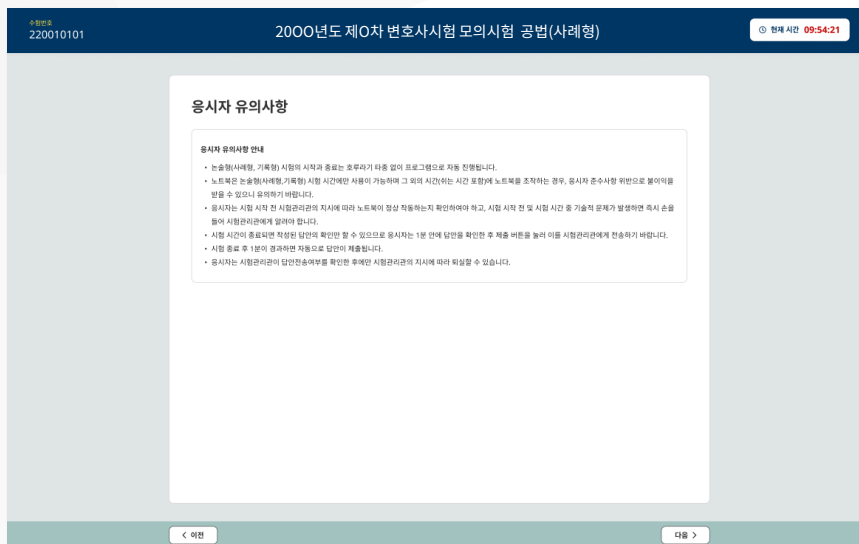 수험번호
220010101
20OO년도 제O차 변호사시험 모의시험 공법(사례형)
현재 시간 09:54:21
응시자 유의사항
응시자 유의사항 안내
• 논술형(사례형, 기록형) 시험의 시작과 종료는 호루라기 타종 없이 프로그램으로 자동 진행됩니다.
• 노트북은 논술형(사례형,기록형) 시험 시간에만 사용이 가능하며 그 외의 시간(쉬는 시간 포함)에 노트북을 조작하는 경우, 응시자 준수사항 위반으로 불이익을
받을 수 있으니 유의하기 바랍니다.
• 응시자는 시험 시작 전 시험관리관의 지시에 따라 노트북이 정상 작동하는지 확인하여야 하고, 시험 시작 전 및 시험 시간 중 기술적 문제가 발생하면 즉시 손을
들어 시험관리관에게 알려야 합니다.
• 시험 시간이 종료되면 작성된 답안의 확인만 할 수 있으므로 응시자는 1분 안에 답안을 확인한 후 제출 버튼을 눌러 이를 시험관리관에게 전송하기 바랍니다.
• 시험 종료 후 1분이 경과하면 자동으로 답안이 제출됩니다.
• 응시자는 시험관리관이 답안전송여부를 확인한 후에만 시험관리관의 지시에 따라 퇴실할 수 있습니다.
< 이전
다음 >